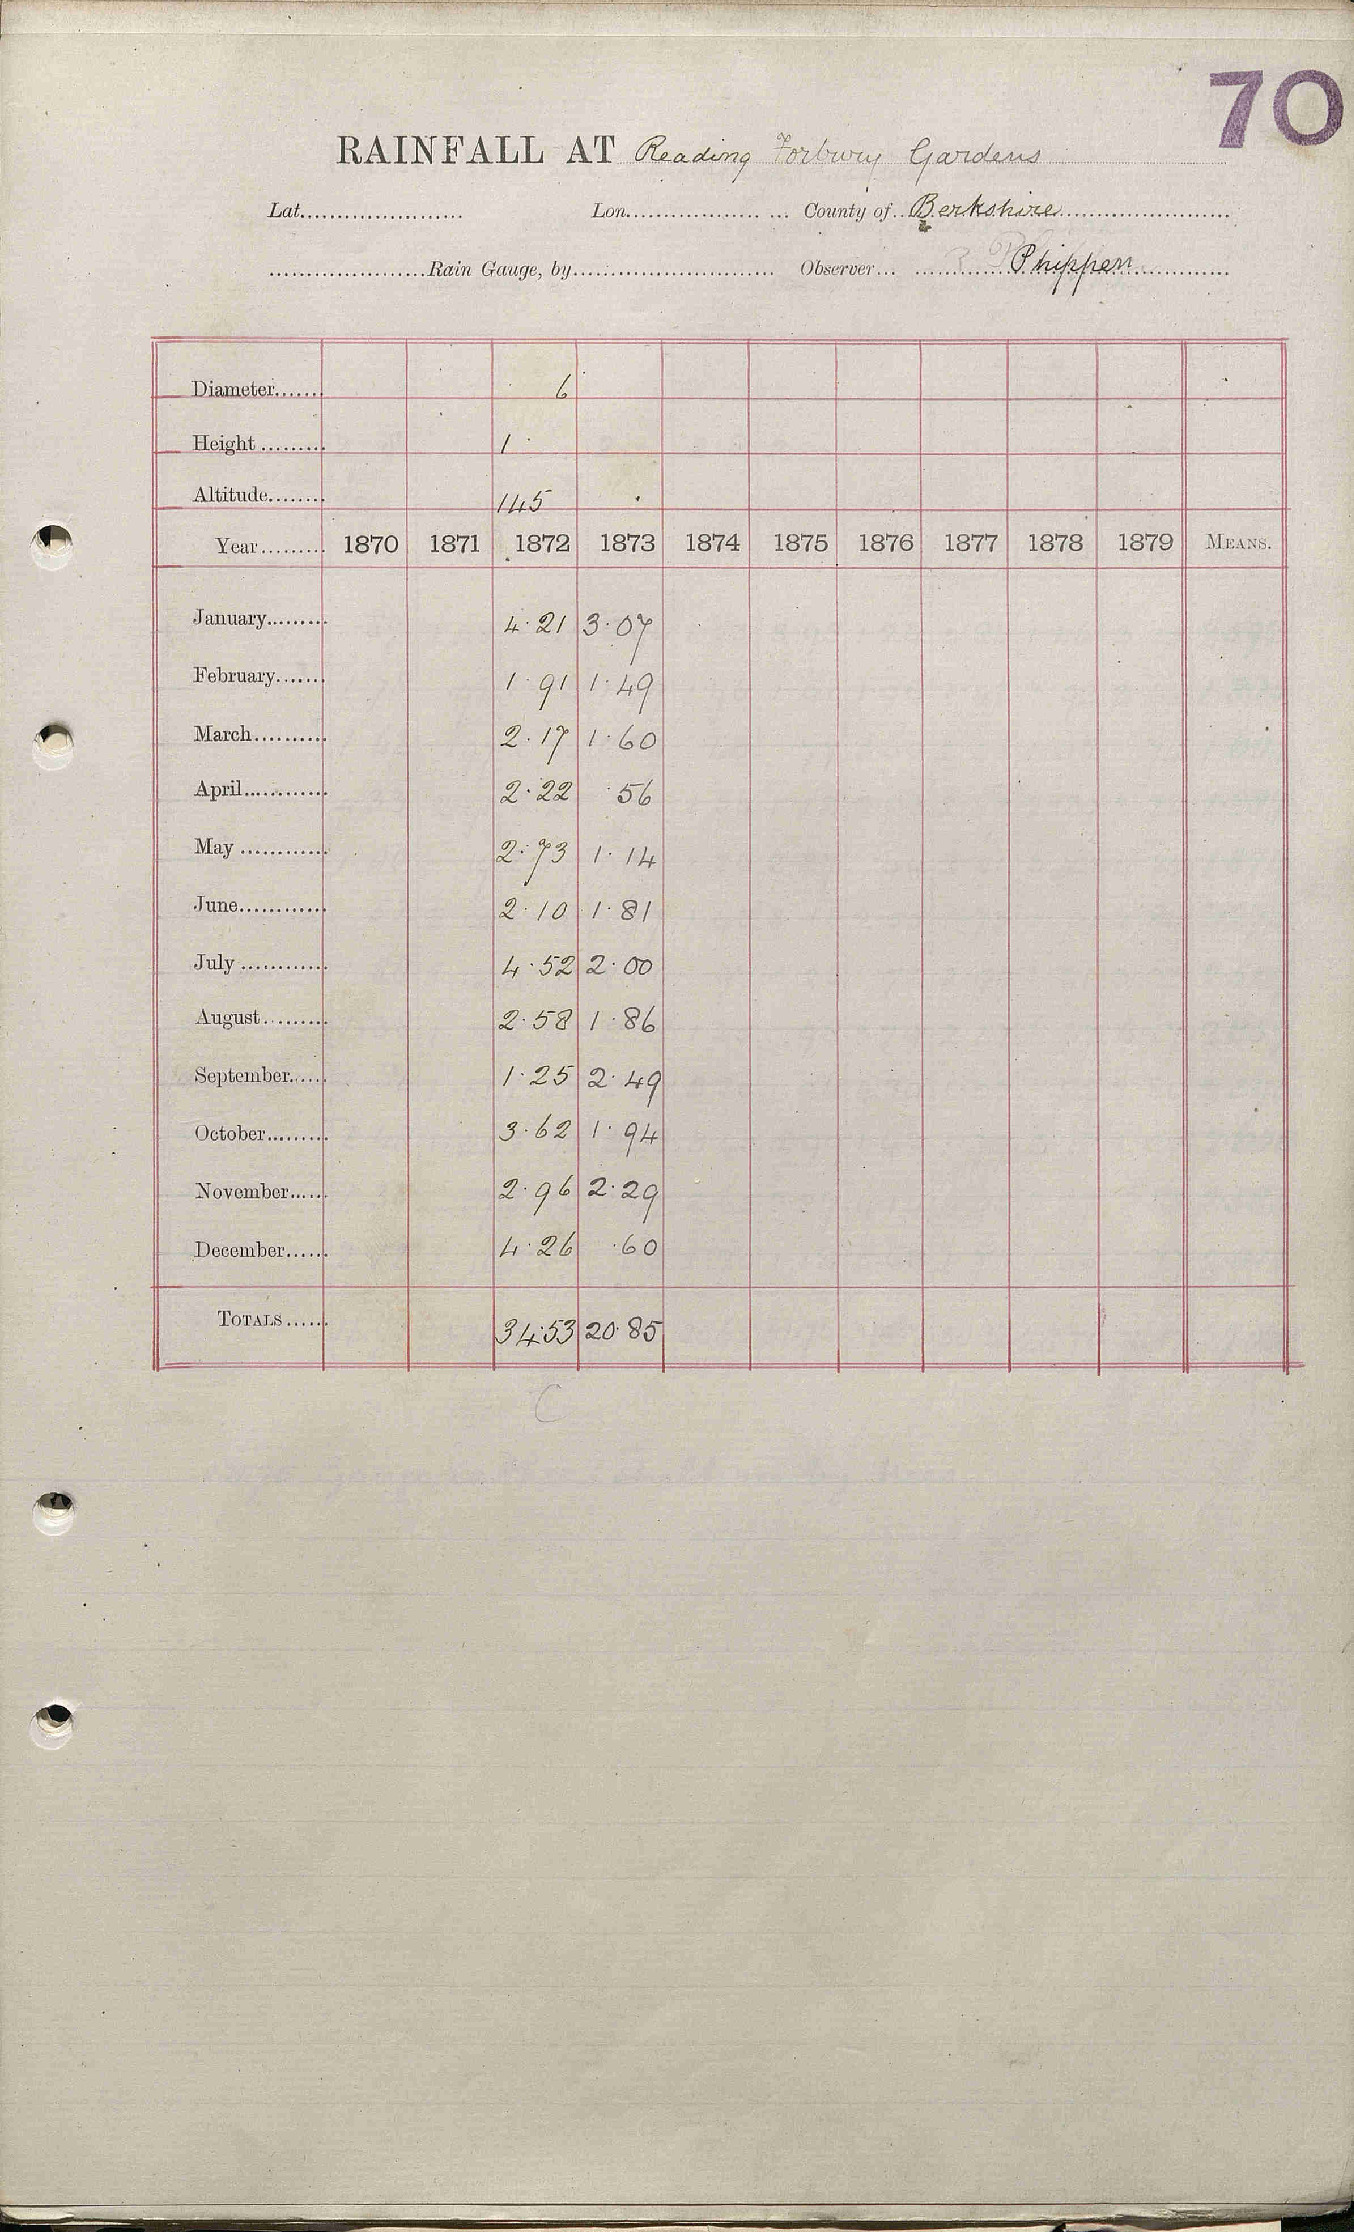 70
RAINFALL AT Reading Forbury Gardens
Lat...................... Lon.................. ... County of..Berkshire.......................
.....................Rain Gauge, by........................... Observer... .............Phippen.............
Diameter....... 6
Height ......... 1
Altitude........ 145
Year......... 1870 1871 1872 1873 1874 1875 1876 1877 1878 1879 MEANS.
January......... 4.21 3.07
February....... 1.91 1.49
March.......... 2.17 1.60
April............ 2.22 .56
May ............ 2.73 1.14
June............ 2.10 1.81
July ............ 4.52 2.00
August......... 2.58 1.86
September...... 1.25 2.49
October......... 3.62 1.94
November...... 2.96 2.29
December...... 4.26 .60
TOTALS ...... 34.53 20.85
C